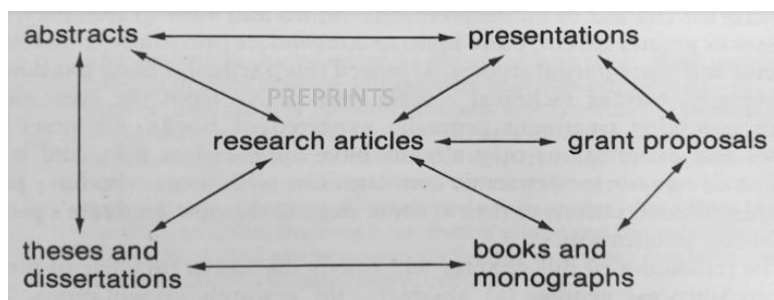 abstracts presentations
PREPRINTS
research articles grant proposals
theses and
dissertations
books and
monographs